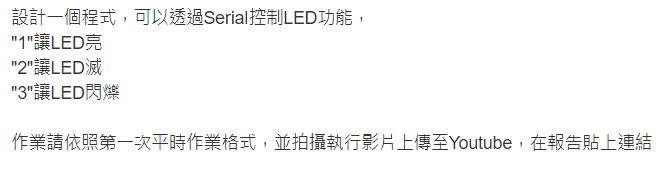 設計一個程式，可以透過Serial控制LED功能，
"1"讓LED亮
"2"讓LED滅
"3"讓LED閃爍
作業請依照第一次平時作業格式，並拍攝執行影片上傳至Youtube，在報告貼上連結